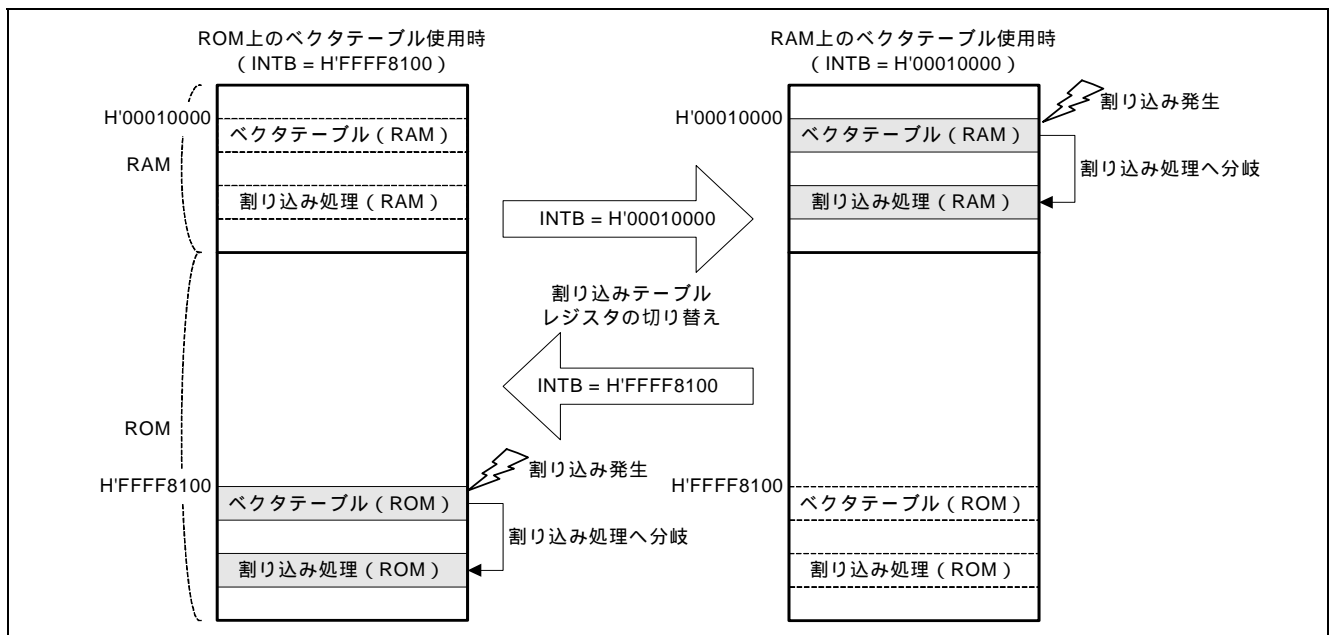 ROM上のベクタテーブル使用時
( INTB = H'FFFF8100 )
H'00010000
ベクタテーブル ( RAM )
RAM
割り込み処理 ( RAM )
ROM
H'FFFF8100
ベクタテーブル ( ROM )
割り込み処理 ( ROM )
割り込み発生
割り込み処理へ分岐
INTB = H'00010000
割り込みテーブル
レジスタの切り替え
INTB = H'FFFF8100
RAM上のベクタテーブル使用時
( INTB = H'00010000 )
H'00010000
ベクタテーブル ( RAM )
割り込み処理 ( RAM )
割り込み発生
割り込み処理へ分岐
H'FFFF8100
ベクタテーブル ( ROM )
割り込み処理 ( ROM )